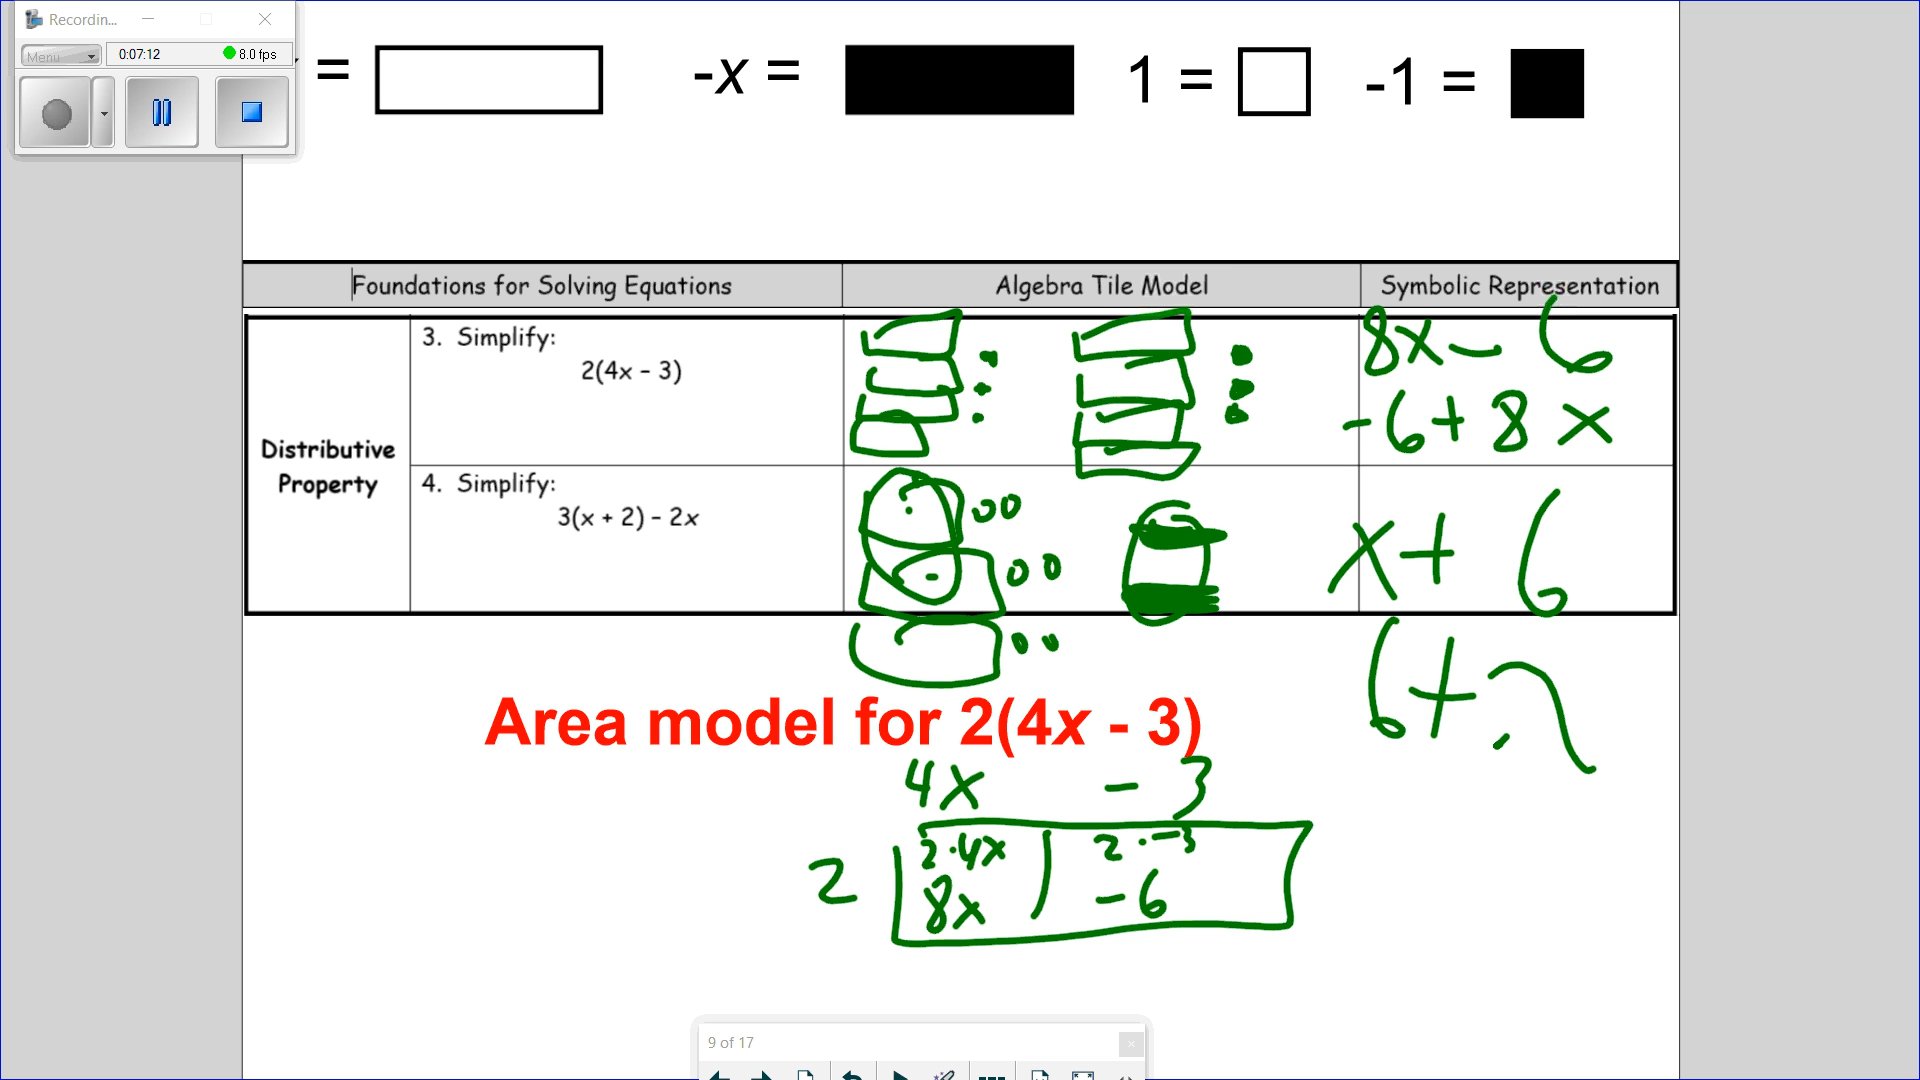 Recordin...
Menu
0:07:12
8.0 fps
=
-x =
1 =
-1 =
Foundations for Solving Equations
Algebra Tile Model
Symbolic Representation
Distributive Property
3. Simplify:
2(4x - 3)
8x - 6
-6 + 8x
4. Simplify:
3(x + 2) - 2x
x + 6
6 +
Area model for 2(4x - 3)
4x - 3
2
2·4x
2·-3
8x
-6
9 of 17